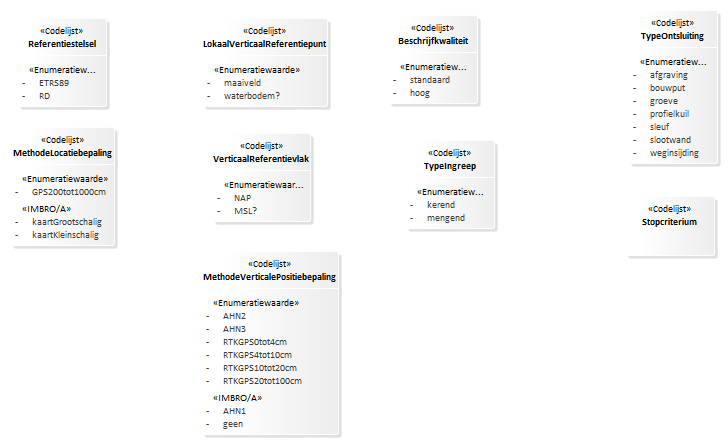 «Codelijst»
Referentiestelsel
«Enumeratiew...
- ETRS89
- RD
«Codelijst»
LokaalVerticaalReferentiepunt
«Enumeratiewaarde»
- maaiveld
- waterbodem?
«Codelijst»
Beschrijfkwaliteit
«Enumeratiew...
- standaard
- hoog
«Codelijst»
TypeOntsluiting
«Enumeratiew...
- afgraving
- bouwput
- groeve
- profielkuil
- sleuf
- slootwand
- weginsijding
«Codelijst»
MethodeLocatiebepaling
«Enumeratiewaarde»
- GPS200tot1000cm
«IMBRO/A»
- kaartGrootschalig
- kaartKleinschalig
«Codelijst»
VerticaalReferentievlak
«Enumeratiewaar...
- NAP
- MSL?
«Codelijst»
TypeIngreep
«Enumeratiew...
- kerend
- mengend
«Codelijst»
Stopcriterium
«Codelijst»
MethodeVerticalePositiebepaling
«Enumeratiewaarde»
- AHN2
- AHN3
- RTKGPS0tot4cm
- RTKGPS4tot10cm
- RTKGPS10tot20cm
- RTKGPS20tot100cm
«IMBRO/A»
- AHN1
- geen